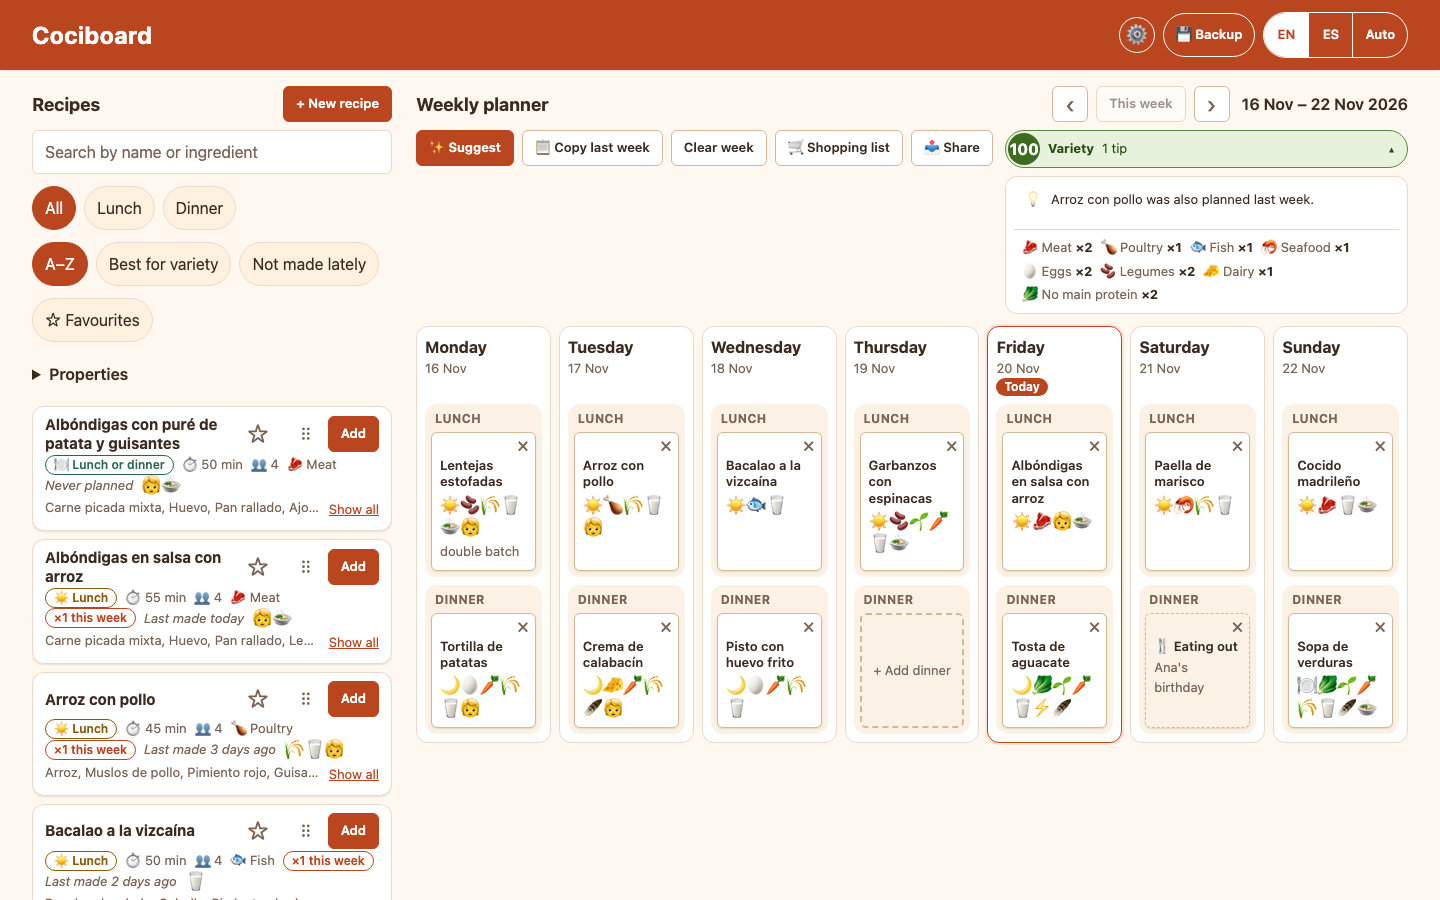 Cociboard
⚙️ 💾 Backup EN ES Auto
Recipes
+ New recipe
Search by name or ingredient
All Lunch Dinner
A–Z Best for variety Not made lately
☆ Favourites
▶ Properties
Albóndigas con puré de
patata y guisantes
Add
🍽️ Lunch or dinner ⏱️ 50 min 👥 4 🥩 Meat
Never planned
Carne picada mixta, Huevo, Pan rallado, Ajo... Show all
Albóndigas en salsa con
arroz
Add
☀️ Lunch ⏱️ 55 min 👥 4 🥩 Meat
×1 this week Last made today
Carne picada mixta, Huevo, Pan rallado, Le... Show all
Arroz con pollo
Add
☀️ Lunch ⏱️ 45 min 👥 4 🍗 Poultry
×1 this week Last made 3 days ago
Arroz, Muslos de pollo, Pimiento rojo, Guisa... Show all
Bacalao a la vizcaína
Add
☀️ Lunch ⏱️ 50 min 👥 4 🐟 Fish ×1 this week
Last made 2 days ago
Weekly planner
‹ This week › 16 Nov – 22 Nov 2026
✨ Suggest 📋 Copy last week Clear week 🛒 Shopping list 📤 Share
100 Variety 1 tip ▲
💡 Arroz con pollo was also planned last week.
🥩 Meat ×2 🍗 Poultry ×1 🐟 Fish ×1 🦐 Seafood ×1
🥚 Eggs ×2 🫘 Legumes ×2 🧀 Dairy ×1
🥬 No main protein ×2
Monday
16 Nov
LUNCH
Lentejas
estofadas
double batch
DINNER
Tortilla de
patatas
Tuesday
17 Nov
LUNCH
Arroz con
pollo
DINNER
Crema de
calabacín
Wednesday
18 Nov
LUNCH
Bacalao a la
vizcaína
DINNER
Pisto con
huevo frito
Thursday
19 Nov
LUNCH
Garbanzos
con
espinacas
DINNER
+ Add dinner
Friday
20 Nov
Today
LUNCH
Albóndigas
en salsa con
arroz
DINNER
Tosta de
aguacate
Saturday
21 Nov
LUNCH
Paella de
marisco
DINNER
🍴 Eating out
Ana's
birthday
Sunday
22 Nov
LUNCH
Cocido
madrileño
DINNER
Sopa de
verduras